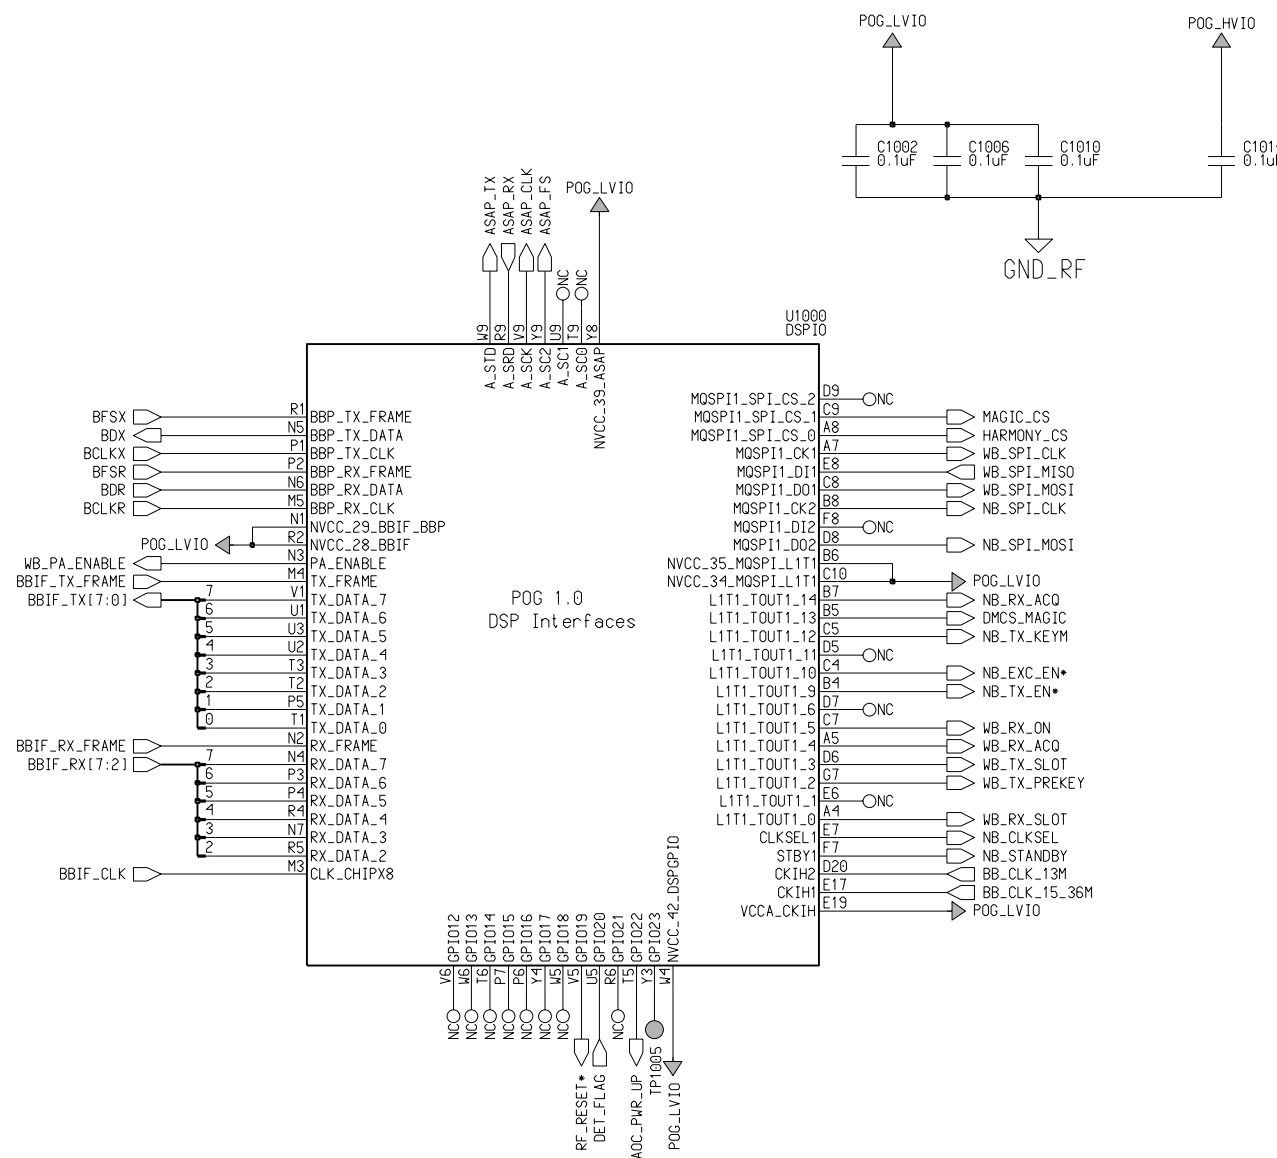 POG_LVIO
POG_HVIO
C1002
0.1uF
C1006
0.1uF
C1010
0.1uF
C101
0.1u
GND_RF
ASAP_TX
ASAP_RX
ASAP_CLK
ASAP_FS
NC
NC
POG_LVIO
W9
R9
V9
Y9
U9
T9
Y8
A_STD
A_SRD
A_SCK
A_SC2
A_SC1
A_SC0
NVCC_39_ASAP
U1000
DSPIO
BFSX R1 BBP_TX_FRAME
BDX N5 BBP_TX_DATA
BCLKX P1 BBP_TX_CLK
BFSR P2 BBP_RX_FRAME
BDR N6 BBP_RX_DATA
BCLKR M5 BBP_RX_CLK
N1 NVCC_29_BBIF_BBP
POG_LVIO R2 NVCC_28_BBIF
WB_PA_ENABLE N3 PA_ENABLE
BBIF_TX_FRAME M4 TX_FRAME
BBIF_TX[7:0] 7 V1 TX_DATA_7
6 U1 TX_DATA_6
5 U3 TX_DATA_5
4 U2 TX_DATA_4
3 T3 TX_DATA_3
2 T2 TX_DATA_2
1 P5 TX_DATA_1
0 T1 TX_DATA_0
BBIF_RX_FRAME N2 RX_FRAME
BBIF_RX[7:2] 7 N4 RX_DATA_7
6 P3 RX_DATA_6
5 P4 RX_DATA_5
4 R4 RX_DATA_4
3 N7 RX_DATA_3
2 R5 RX_DATA_2
BBIF_CLK M3 CLK_CHIPX8
POG 1.0
DSP Interfaces
MQSPI1_SPI_CS_2 D9 NC
MQSPI1_SPI_CS_1 C9 MAGIC_CS
MQSPI1_SPI_CS_0 A8 HARMONY_CS
MQSPI1_CK1 A7 WB_SPI_CLK
MQSPI1_DI1 E8 WB_SPI_MISO
MQSPI1_DO1 C8 WB_SPI_MOSI
MQSPI1_CK2 B8 NB_SPI_CLK
MQSPI1_DI2 F8 NC
MQSPI1_DO2 D8 NB_SPI_MOSI
NVCC_35_MQSPI_L1T1 B6
NVCC_34_MQSPI_L1T1 C10 POG_LVIO
L1T1_TOUT1_14 B7 NB_RX_ACQ
L1T1_TOUT1_13 B5 DMCS_MAGIC
L1T1_TOUT1_12 C5 NB_TX_KEYM
L1T1_TOUT1_11 D5 NC
L1T1_TOUT1_10 C4 NB_EXC_EN*
L1T1_TOUT1_9 B4 NB_TX_EN*
L1T1_TOUT1_6 D7 NC
L1T1_TOUT1_5 C7 WB_RX_ON
L1T1_TOUT1_4 A5 WB_RX_ACQ
L1T1_TOUT1_3 D6 WB_TX_SLOT
L1T1_TOUT1_2 G7 WB_TX_PREKEY
L1T1_TOUT1_1 E6 NC
L1T1_TOUT1_0 A4 WB_RX_SLOT
CLKSEL1 E7 NB_CLKSEL
STBY1 F7 NB_STANDBY
CKIH2 D20 BB_CLK_13M
CKIH1 E17 BB_CLK_15_36M
VCCA_CKIH E19 POG_LVIO
GPIO12
GPIO13
GPIO14
GPIO15
GPIO16
GPIO17
GPIO18
GPIO19
GPIO20
GPIO21
GPIO22
GPIO23
NVCC_42_DSPGPIO
V6
W6
T6
P7
P6
Y4
W5
V5
U5
R6
T5
Y3
W4
NC
NC
NC
NC
NC
NC
NC
RF_RESET*
DET_FLAG
NC
AOC_PWR_UP
TP1005
POG_LVIO